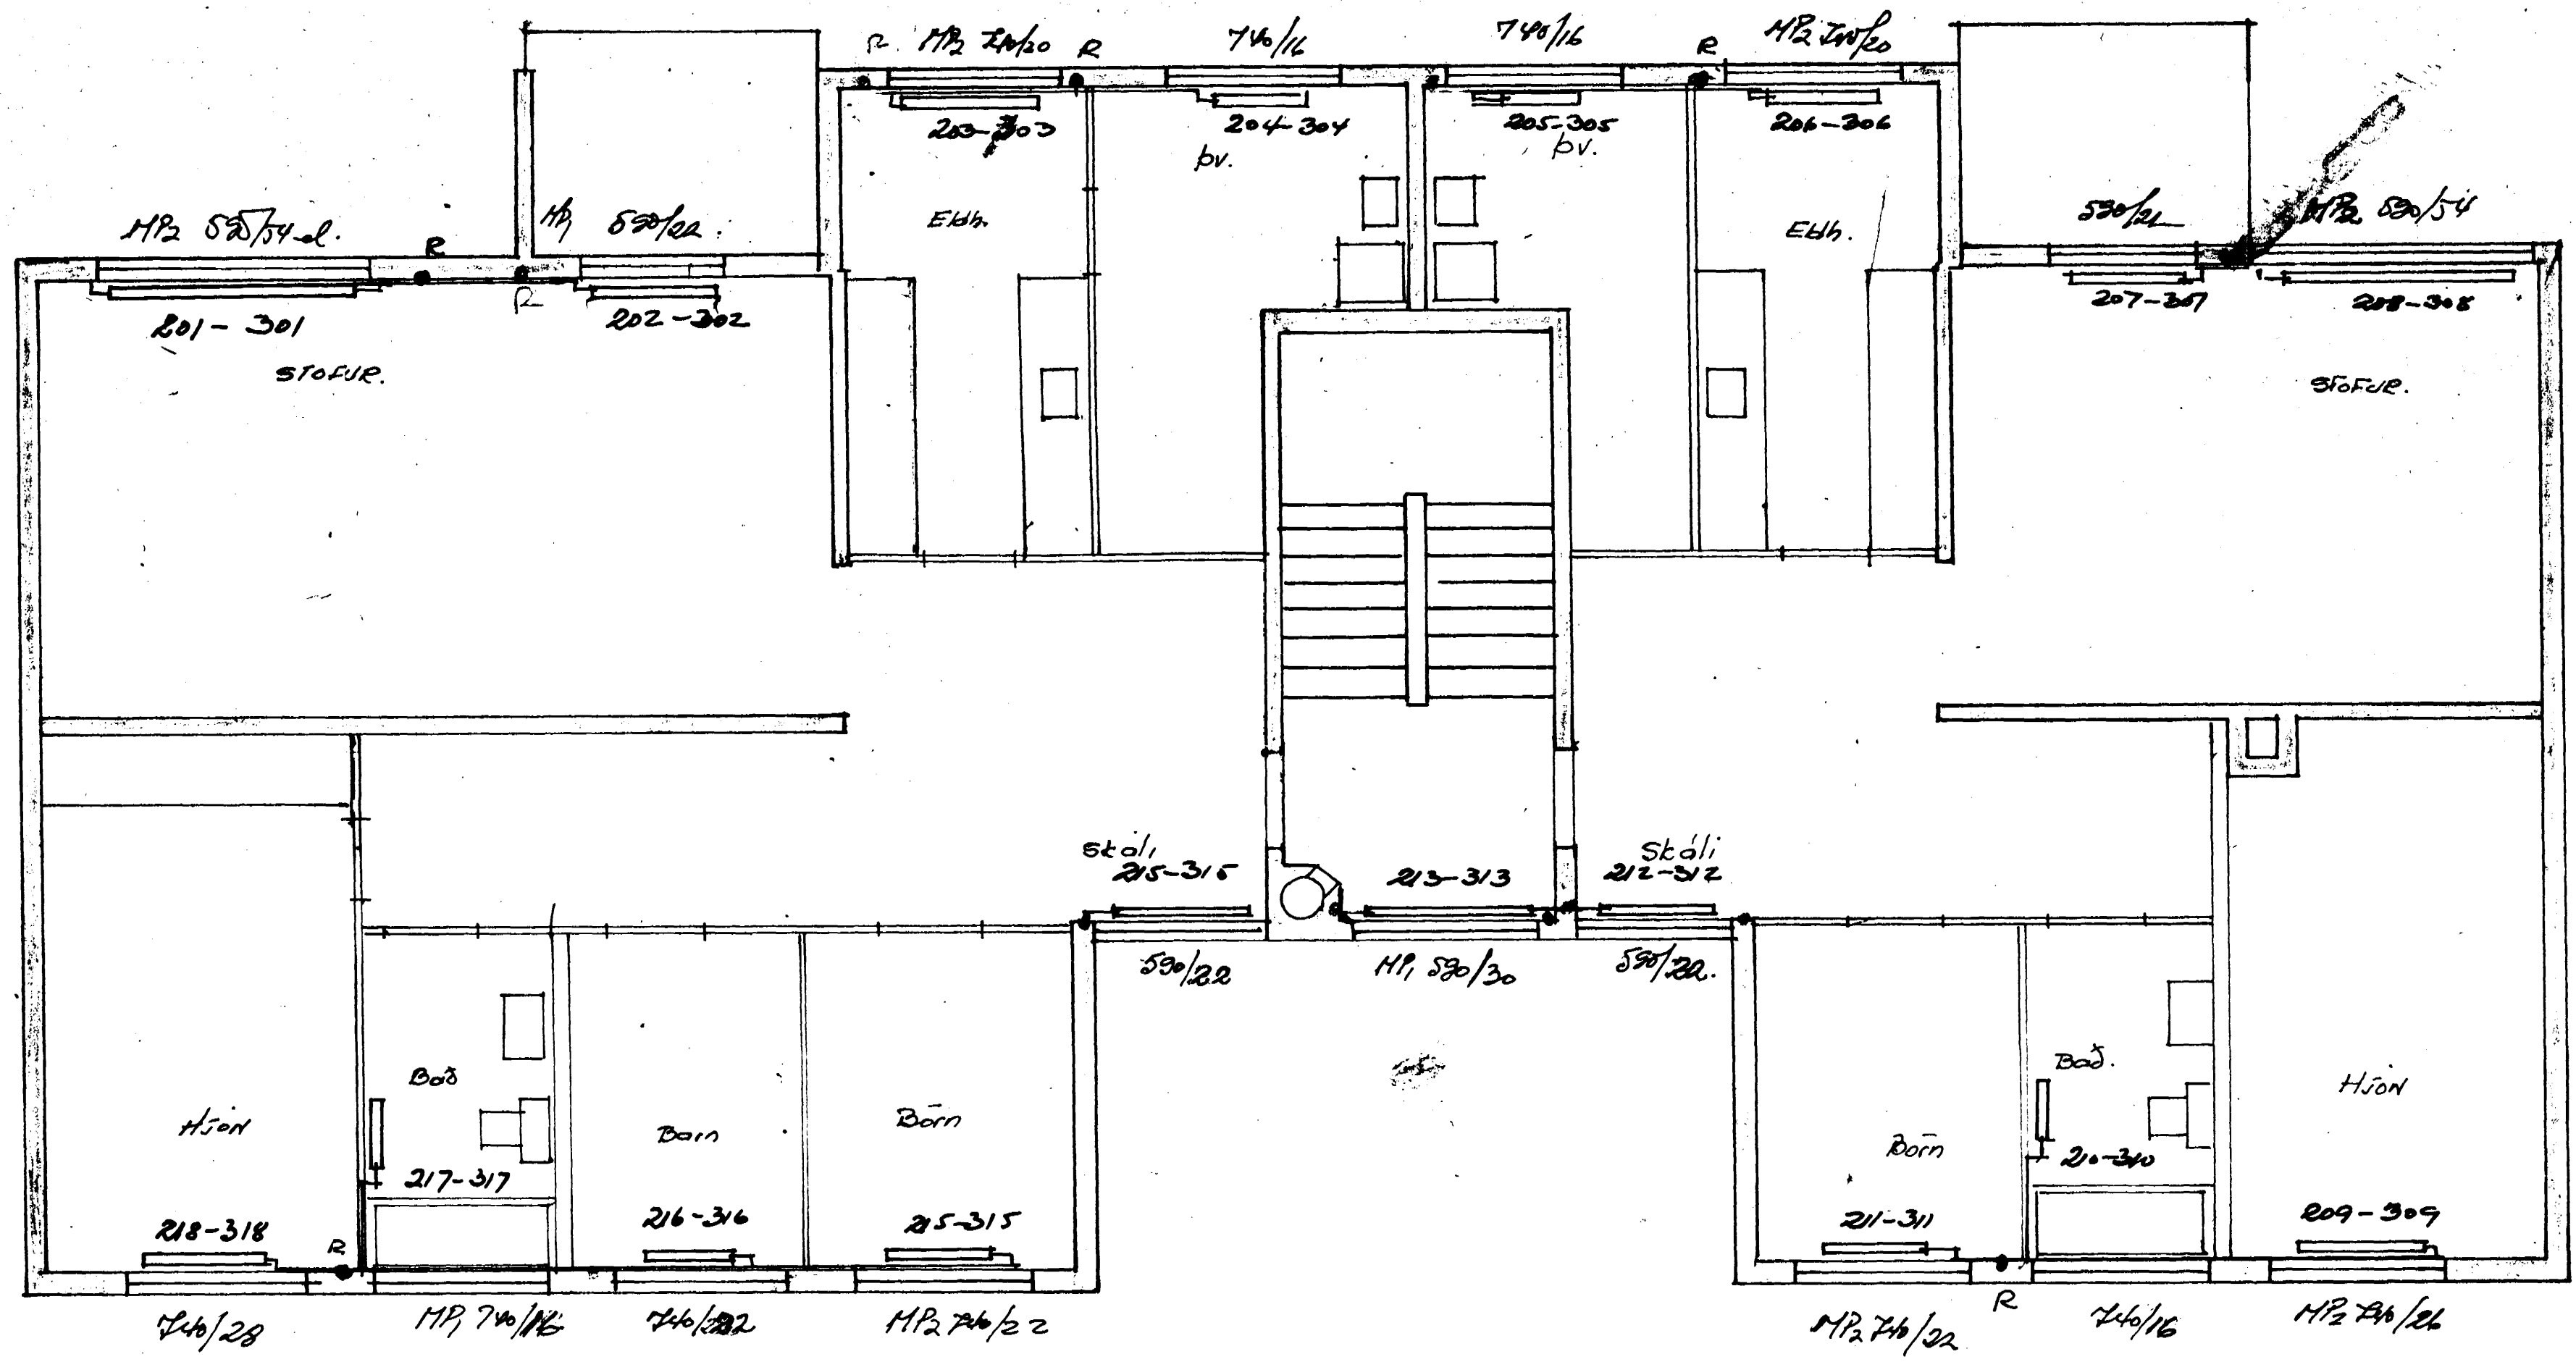 R MP2 740/20 R 740/16 740/16 R MP2 740/20
203-303 204-304 205-305 206-306
þv. þv.
MP2 590/54 el. R MP1 590/22. Eldh. Eldh. 590/22 MP2 590/54
R
201-301 202-302 207-307 208-308
STOFUR. STOFUR.
Skáli Skáli
215-315 213-313 212-312
590/22 MP1 590/30 590/22.
Bað Bað.
Hjón Barn Börn Börn Hjón
217-317 210-310
218-318 216-316 215-315 211-311 209-309
R R
740/28 MP1 740/16 740/22 MP2 740/22 MP2 740/22 740/16 MP2 740/26